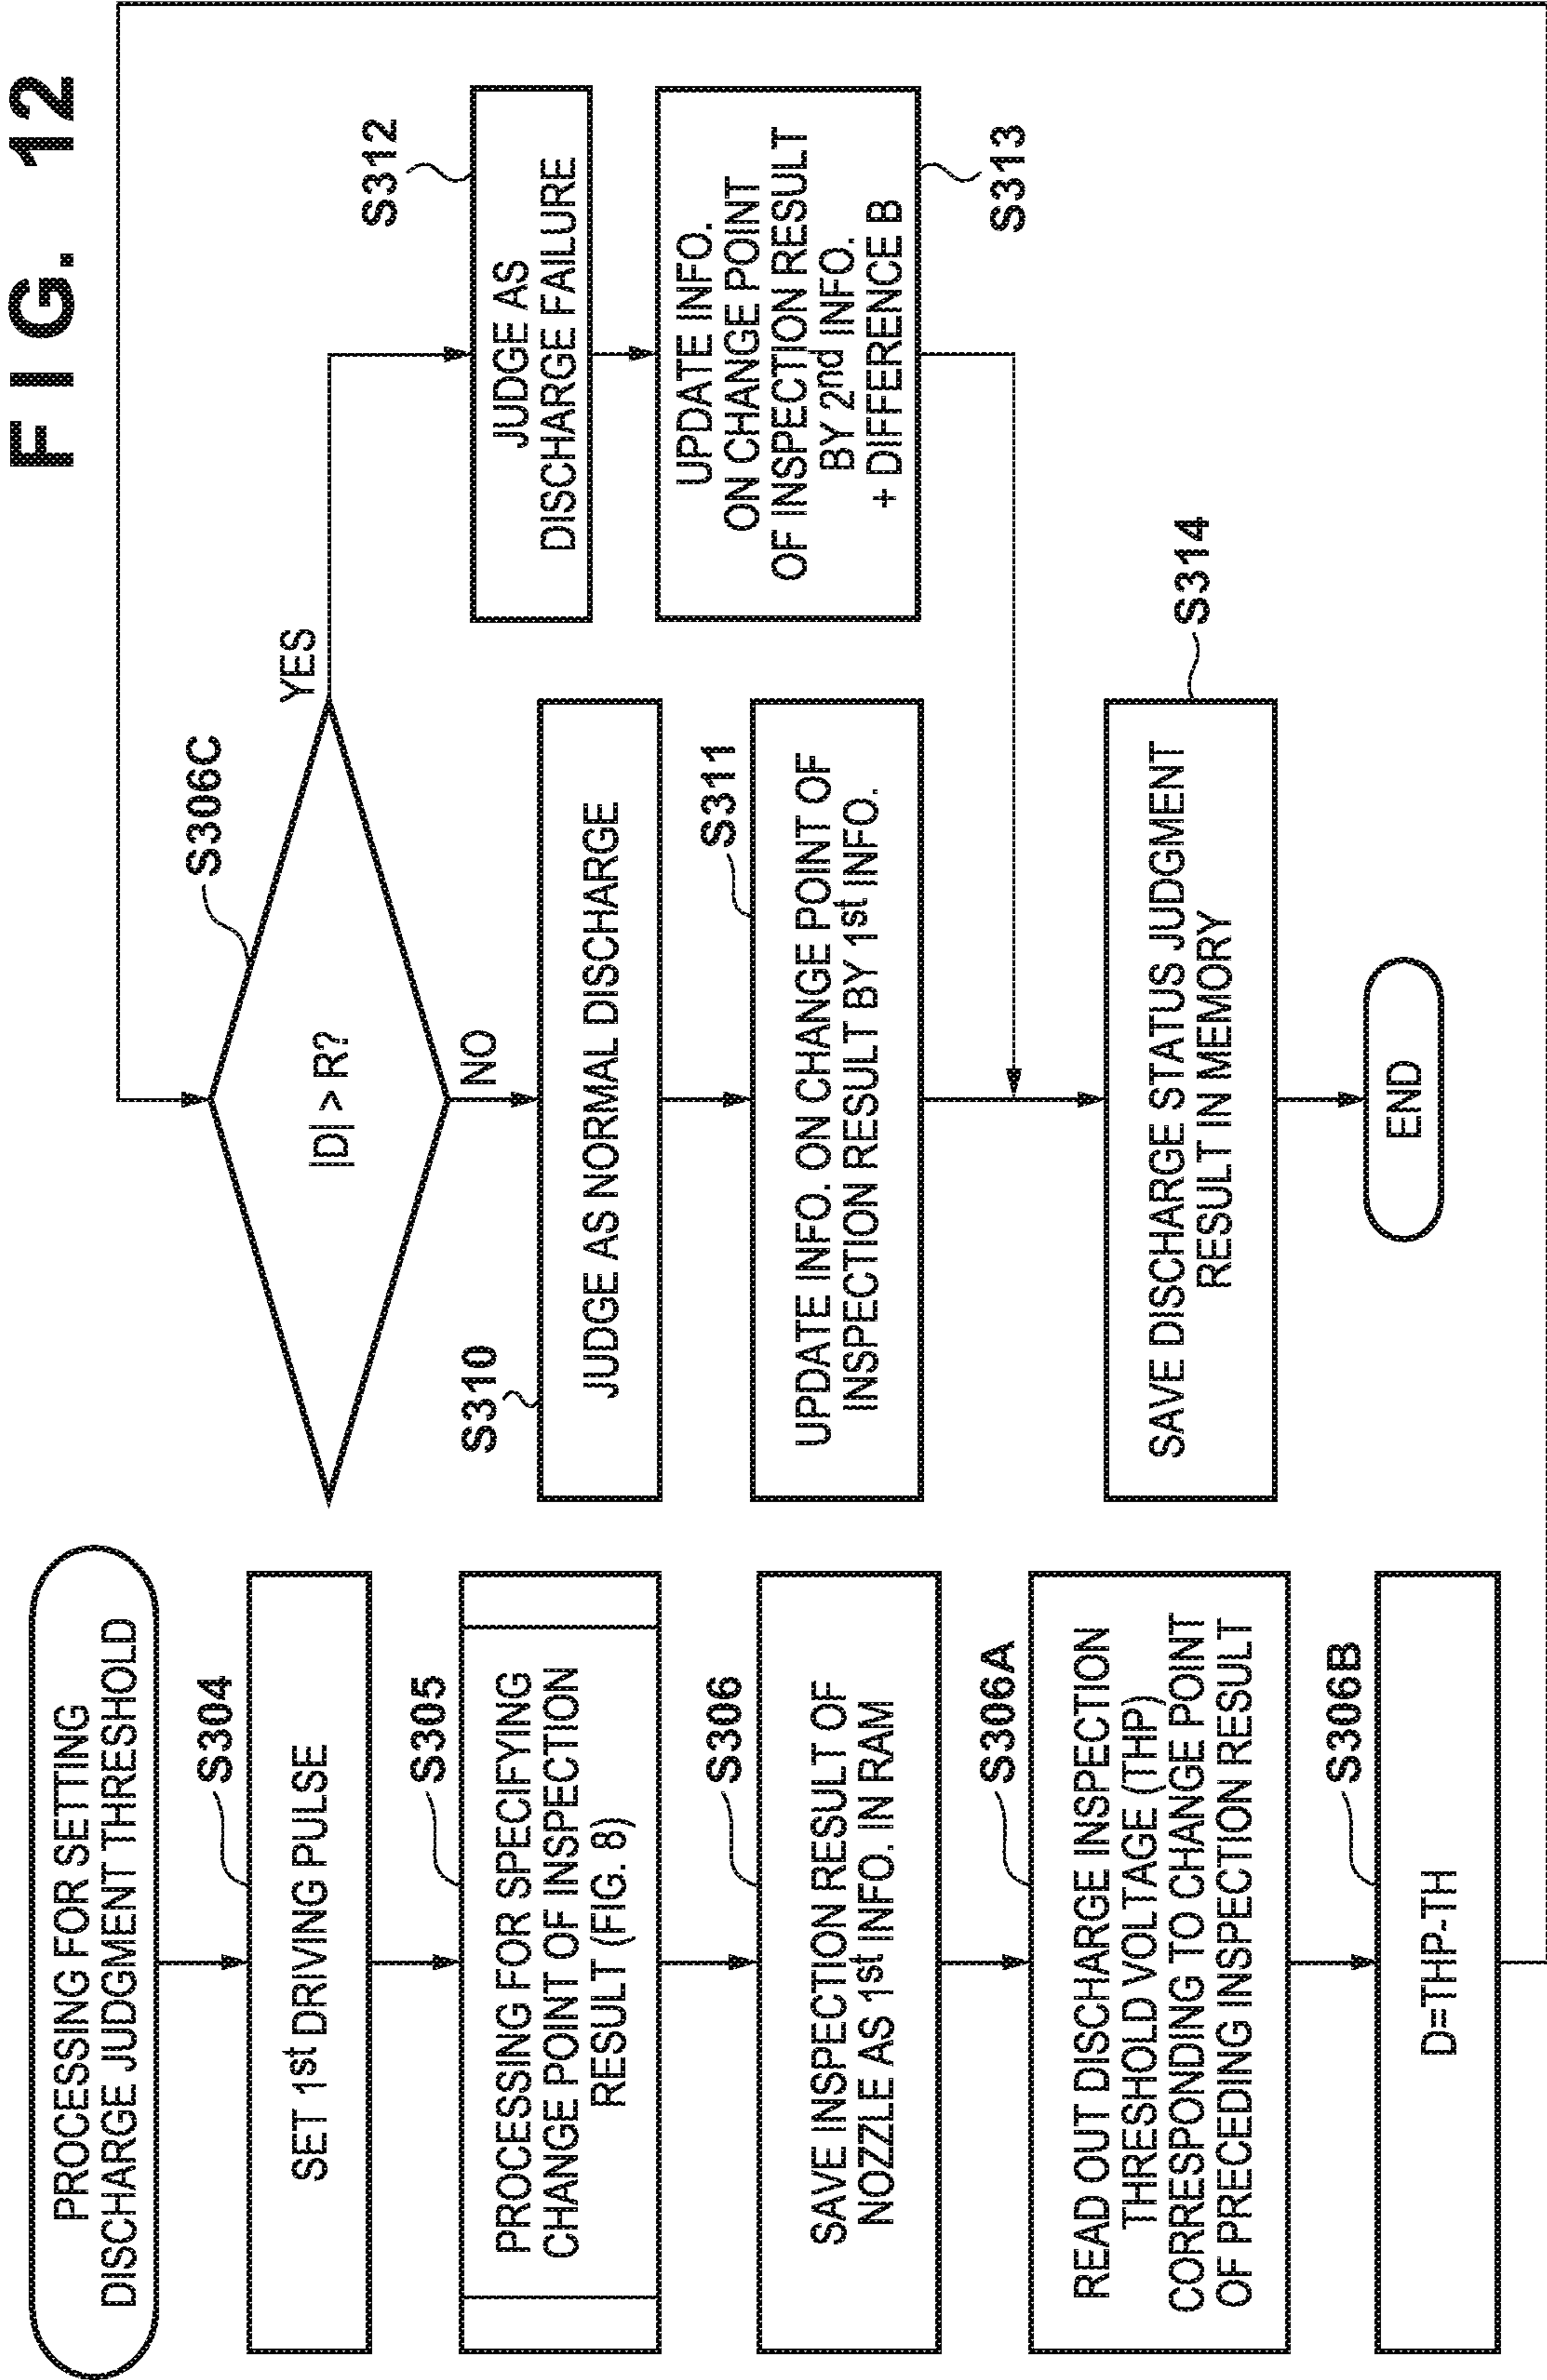 FIG. 12
PROCESSING FOR SETTING
DISCHARGE JUDGMENT THRESHOLD
S304
SET 1st DRIVING PULSE
S305
PROCESSING FOR SPECIFYING
CHANGE POINT OF INSPECTION
RESULT (FIG. 8)
S306
SAVE INSPECTION RESULT OF
NOZZLE AS 1st INFO. IN RAM
S306A
READ OUT DISCHARGE INSPECTION
THRESHOLD VOLTAGE (THP)
CORRESPONDING TO CHANGE POINT
OF PRECEDING INSPECTION RESULT
S306B
D=THP-TH
S306C
|D| > R?
YES
NO
S310
JUDGE AS NORMAL DISCHARGE
S311
UPDATE INFO. ON CHANGE POINT OF
INSPECTION RESULT BY 1st INFO.
S312
JUDGE AS
DISCHARGE FAILURE
UPDATE INFO.
ON CHANGE POINT
OF INSPECTION RESULT
BY 2nd INFO.
+ DIFFERENCE B
S313
S314
SAVE DISCHARGE STATUS JUDGMENT
RESULT IN MEMORY
END